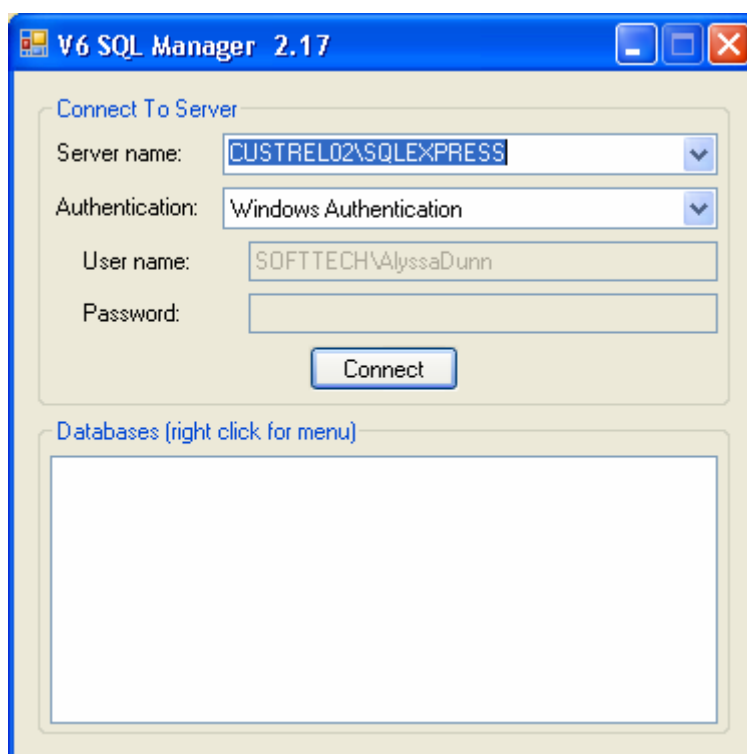 V6 SQL Manager 2.17
Connect To Server
Server name: CUSTREL02\SQLEXPRESS
Authentication: Windows Authentication
User name: SOFTTECH\AlyssaDunn
Password:
Connect
Databases (right click for menu)